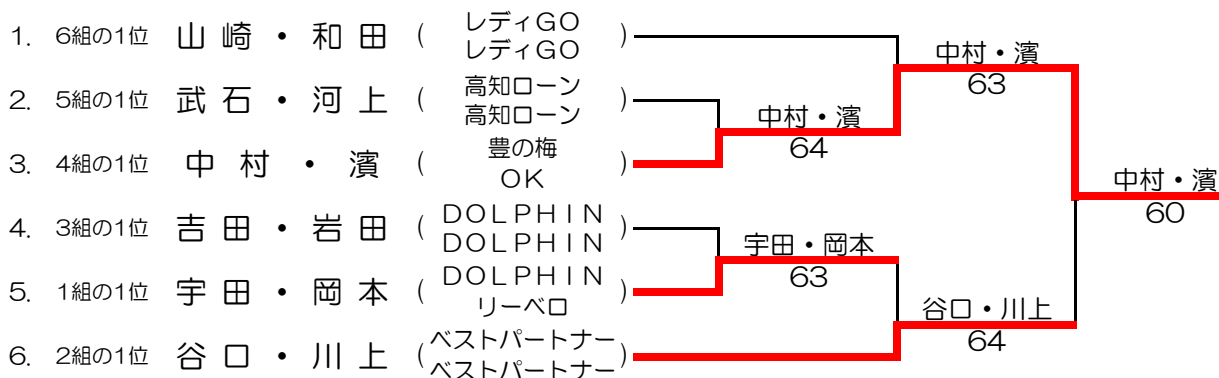 1. 6組の1位 山崎・和田 ( レディGO
レディGO )
2. 5組の1位 武石・河上 ( 高知ローン
高知ローン )
3. 4組の1位 中村・濱 ( 豊の梅
OK )
4. 3組の1位 吉田・岩田 ( DOLPHIN
DOLPHIN )
5. 1組の1位 宇田・岡本 ( DOLPHIN
リーベロ )
6. 2組の1位 谷口・川上 ( ベストパートナー
ベストパートナー )
中村・濱
64
宇田・岡本
63
中村・濱
63
谷口・川上
64
中村・濱
60